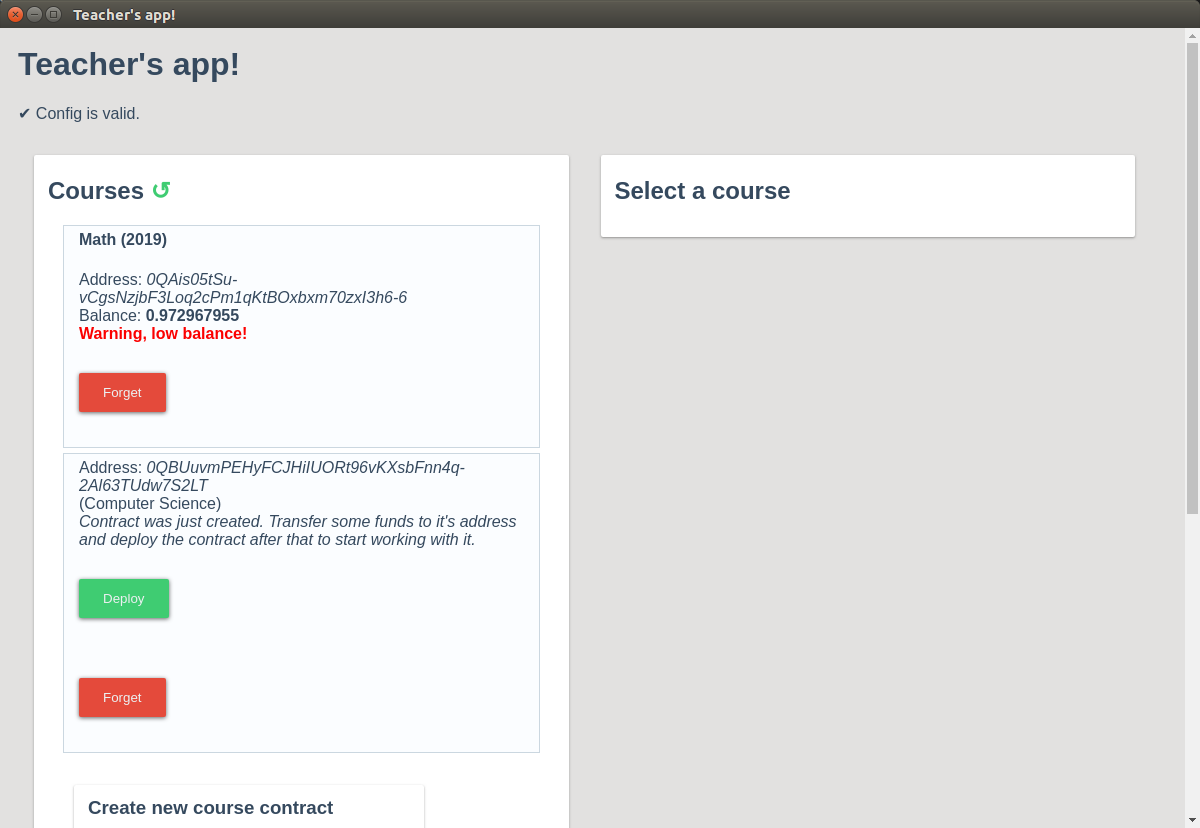 Teacher's app!
Teacher's app!
✔ Config is valid.
Courses ↺
Math (2019)
Address: 0QAis05tSu-
vCgsNzjbF3Loq2cPm1qKtBOxbxm70zxI3h6-6
Balance: 0.972967955
Warning, low balance!
Forget
Address: 0QBUuvmPEHyFCJHiIUORt96vKXsbFnn4q-
2Al63TUdw7S2LT
(Computer Science)
Contract was just created. Transfer some funds to it's address
and deploy the contract after that to start working with it.
Deploy
Forget
Create new course contract
Select a course